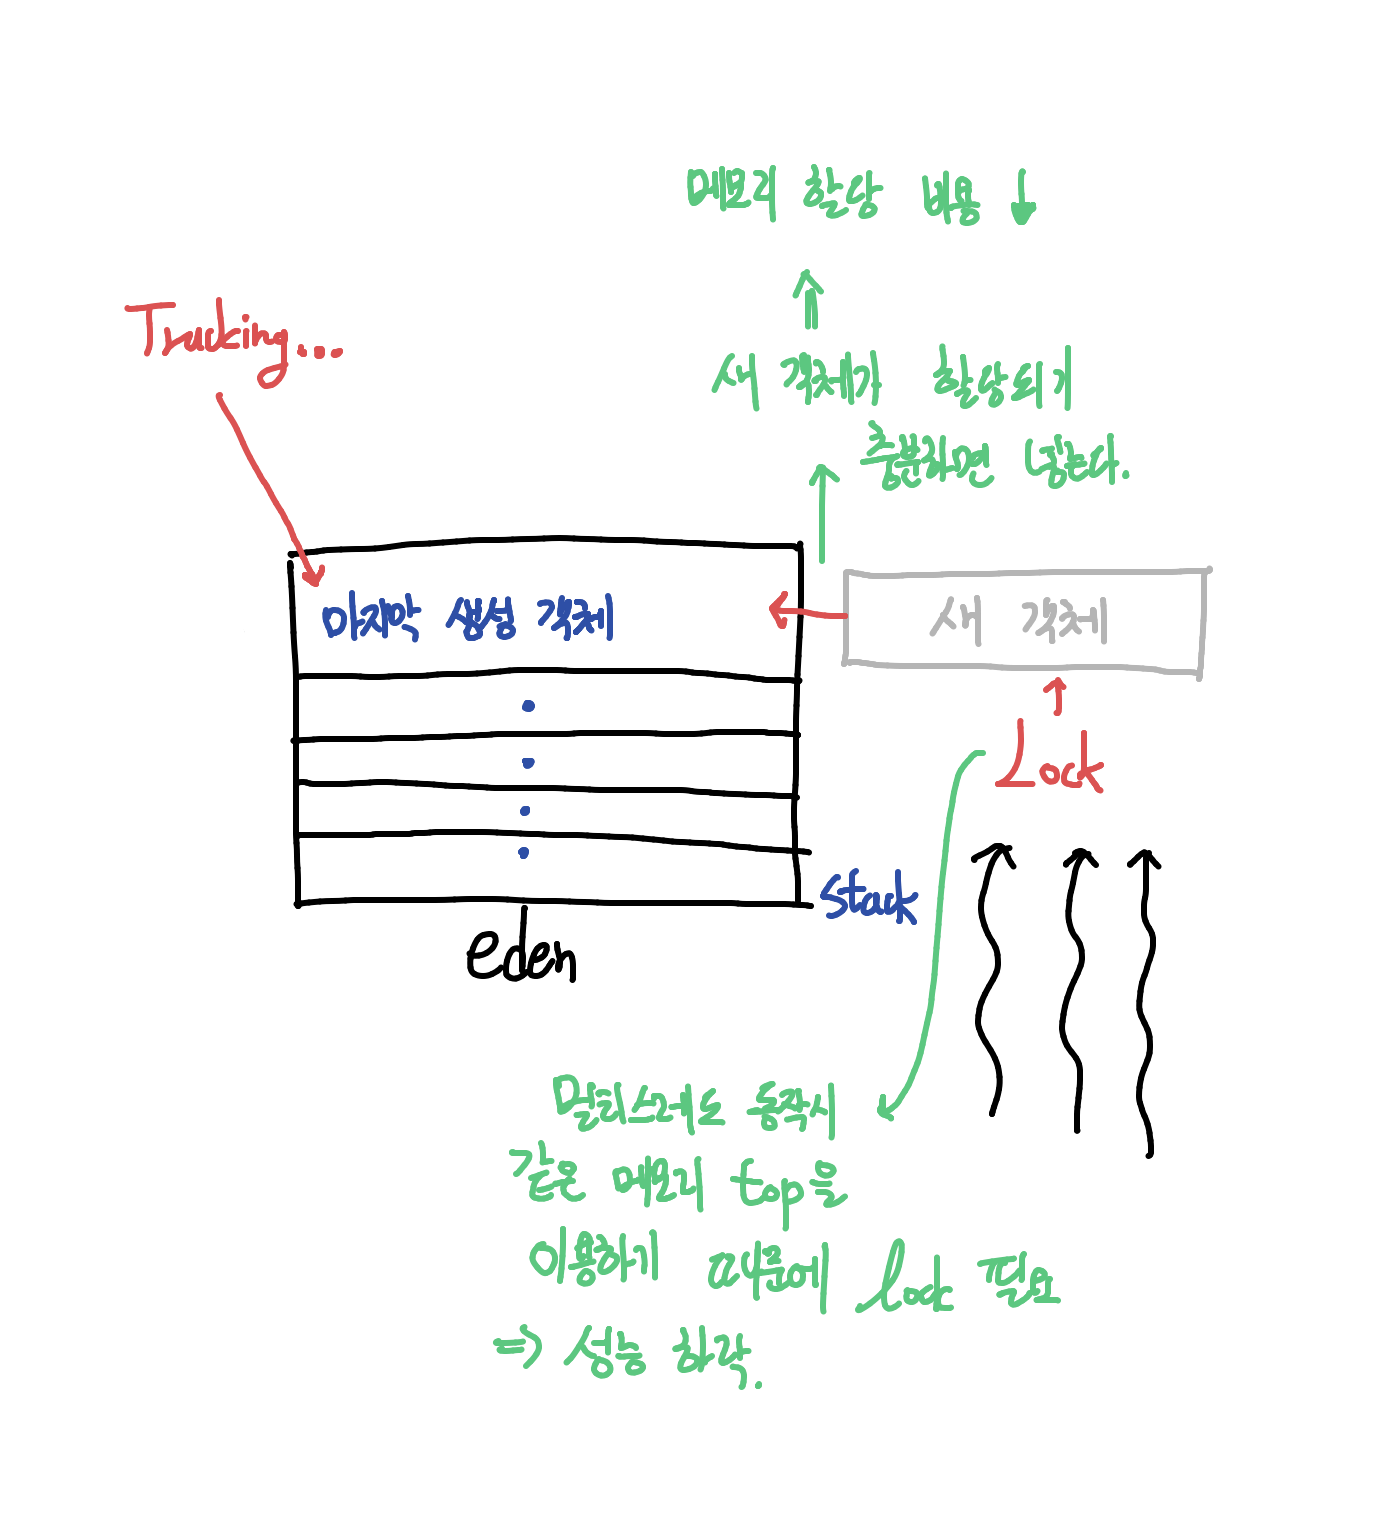 메모리 할당 비용 ↓
Tracking...
새 객체가 할당되기
충분하면 넣는다.
마지막 생성 객체
새 객체
Lock
stack
eden
멀티스레드 동작시
같은 메모리 top을
이용하기 때문에 lock 필요
=> 성능 하락.